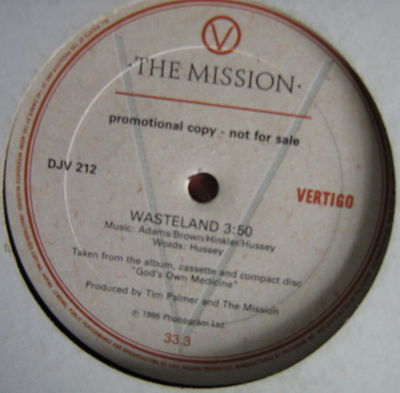 V
·THE MISSION·
promotional copy - not for sale
DJV 212
VERTIGO
WASTELAND 3:50
Music: Adams/Brown/Hinkler/Hussey
Words: Hussey
Taken from the album, cassette and compact disc
"God's Own Medicine"
Produced by Tim Palmer and The Mission
℗ 1986 Phonogram Ltd.
33.3